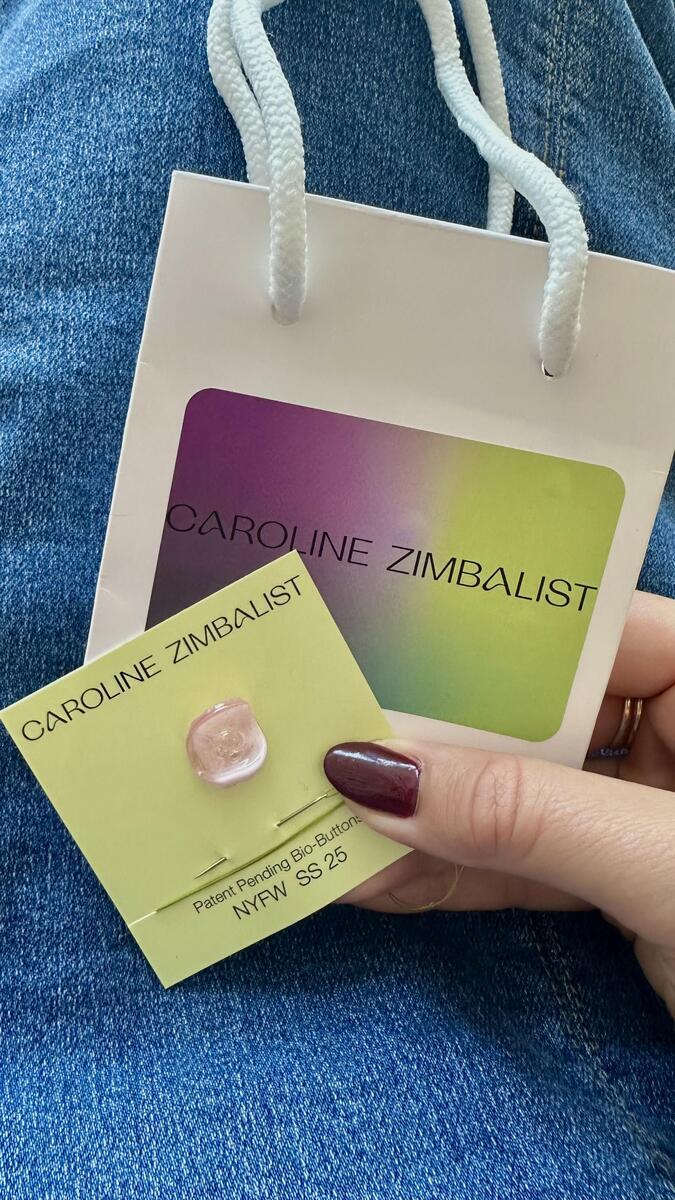 CAROLINE ZIMBALIST
CAROLINE ZIMBALIST
Patent Pending Bio-Buttons
NYFW SS 25